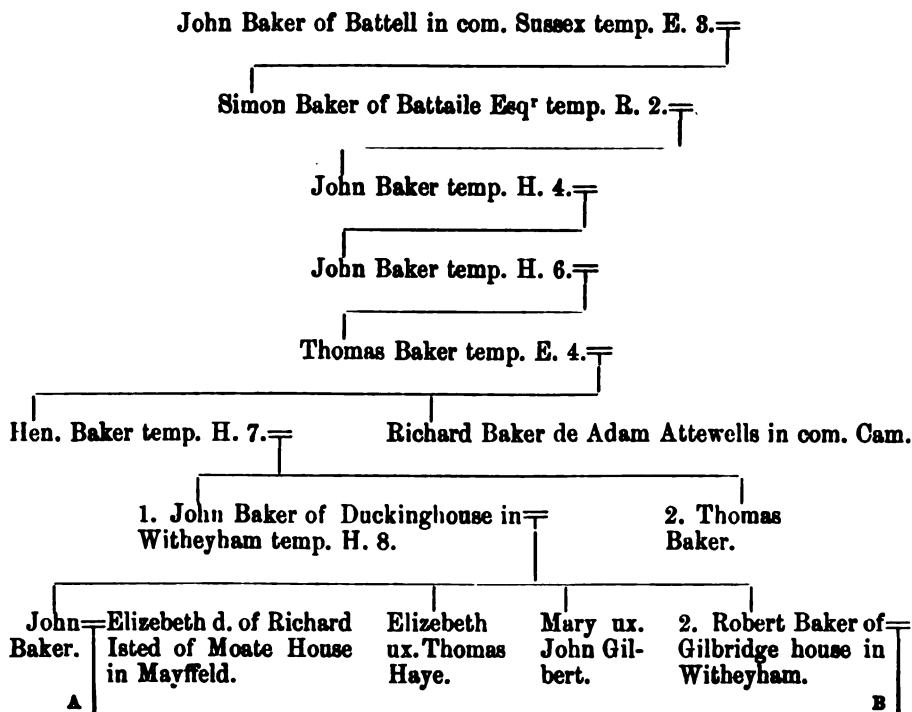 John Baker of Battell in com. Sussex temp. E. 3.
Simon Baker of Battaile Esqʳ temp. R. 2.
John Baker temp. H. 4.
John Baker temp. H. 6.
Thomas Baker temp. E. 4.
Hen. Baker temp. H. 7.
Richard Baker de Adam Attewells in com. Cam.
1. John Baker of Duckinghouse in
Witheyham temp. H. 8.
2. Thomas
Baker.
John
Baker.
Elizebeth d. of Richard
Isted of Moate House
in Mayffeld.
Elizebeth
ux. Thomas
Haye.
Mary ux.
John Gil-
bert.
2. Robert Baker of
Gilbridge house in
Witheyham.
A
B